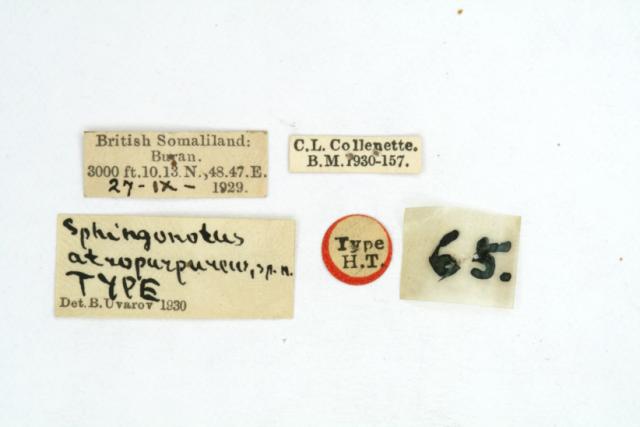 British Somaliland:
Buran.
3000 ft.10.13.N.,48.47.E.
27-IX- 1929.
C.L. Collenette.
B.M.1930-157.
Sphingonotus
atropurpureus, sp. n.
TYPE
Det. B. Uvarov 1930
Type
H.T.
65.